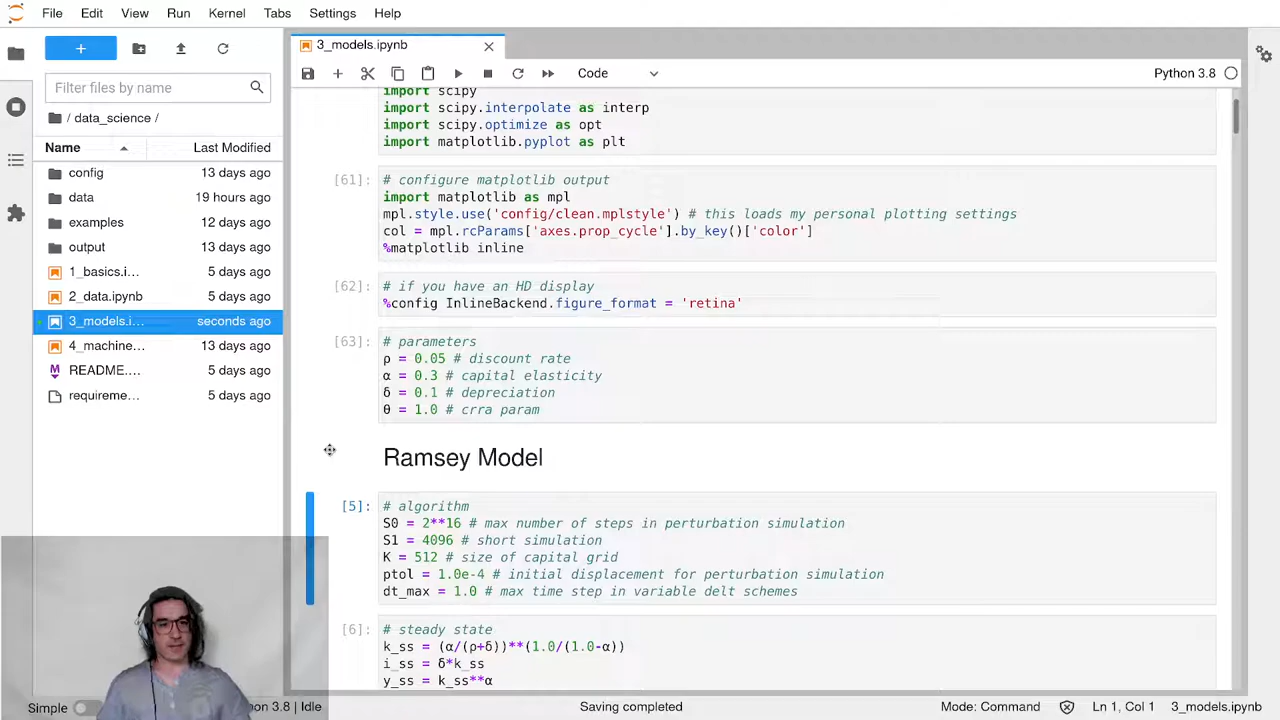 File Edit View Run Kernel Tabs Settings Help
3_models.ipynb
Filter files by name
Code
Python 3.8
/ data_science /
Name Last Modified
config 13 days ago
data 19 hours ago
examples 12 days ago
output 13 days ago
1_basics.i… 5 days ago
2_data.ipynb 5 days ago
3_models.i… seconds ago
4_machine… 13 days ago
README.… 5 days ago
requireme… 5 days ago
import scipy
import scipy.interpolate as interp
import scipy.optimize as opt
import matplotlib.pyplot as plt
[61]: # configure matplotlib output
import matplotlib as mpl
mpl.style.use('config/clean.mplstyle') # this loads my personal plotting settings
col = mpl.rcParams['axes.prop_cycle'].by_key()['color']
%matplotlib inline
[62]: # if you have an HD display
%config InlineBackend.figure_format = 'retina'
[63]: # parameters
ρ = 0.05 # discount rate
α = 0.3 # capital elasticity
δ = 0.1 # depreciation
θ = 1.0 # crra param
Ramsey Model
[5]: # algorithm
S0 = 2**16 # max number of steps in perturbation simulation
S1 = 4096 # short simulation
K = 512 # size of capital grid
ptol = 1.0e-4 # initial displacement for perturbation simulation
dt_max = 1.0 # max time step in variable delt schemes
[6]: # steady state
k_ss = (α/(ρ+δ))**(1.0/(1.0-α))
i_ss = δ*k_ss
y_ss = k_ss**α
Simple
on 3.8 | Idle
Saving completed
Mode: Command
Ln 1, Col 1
3_models.ipynb